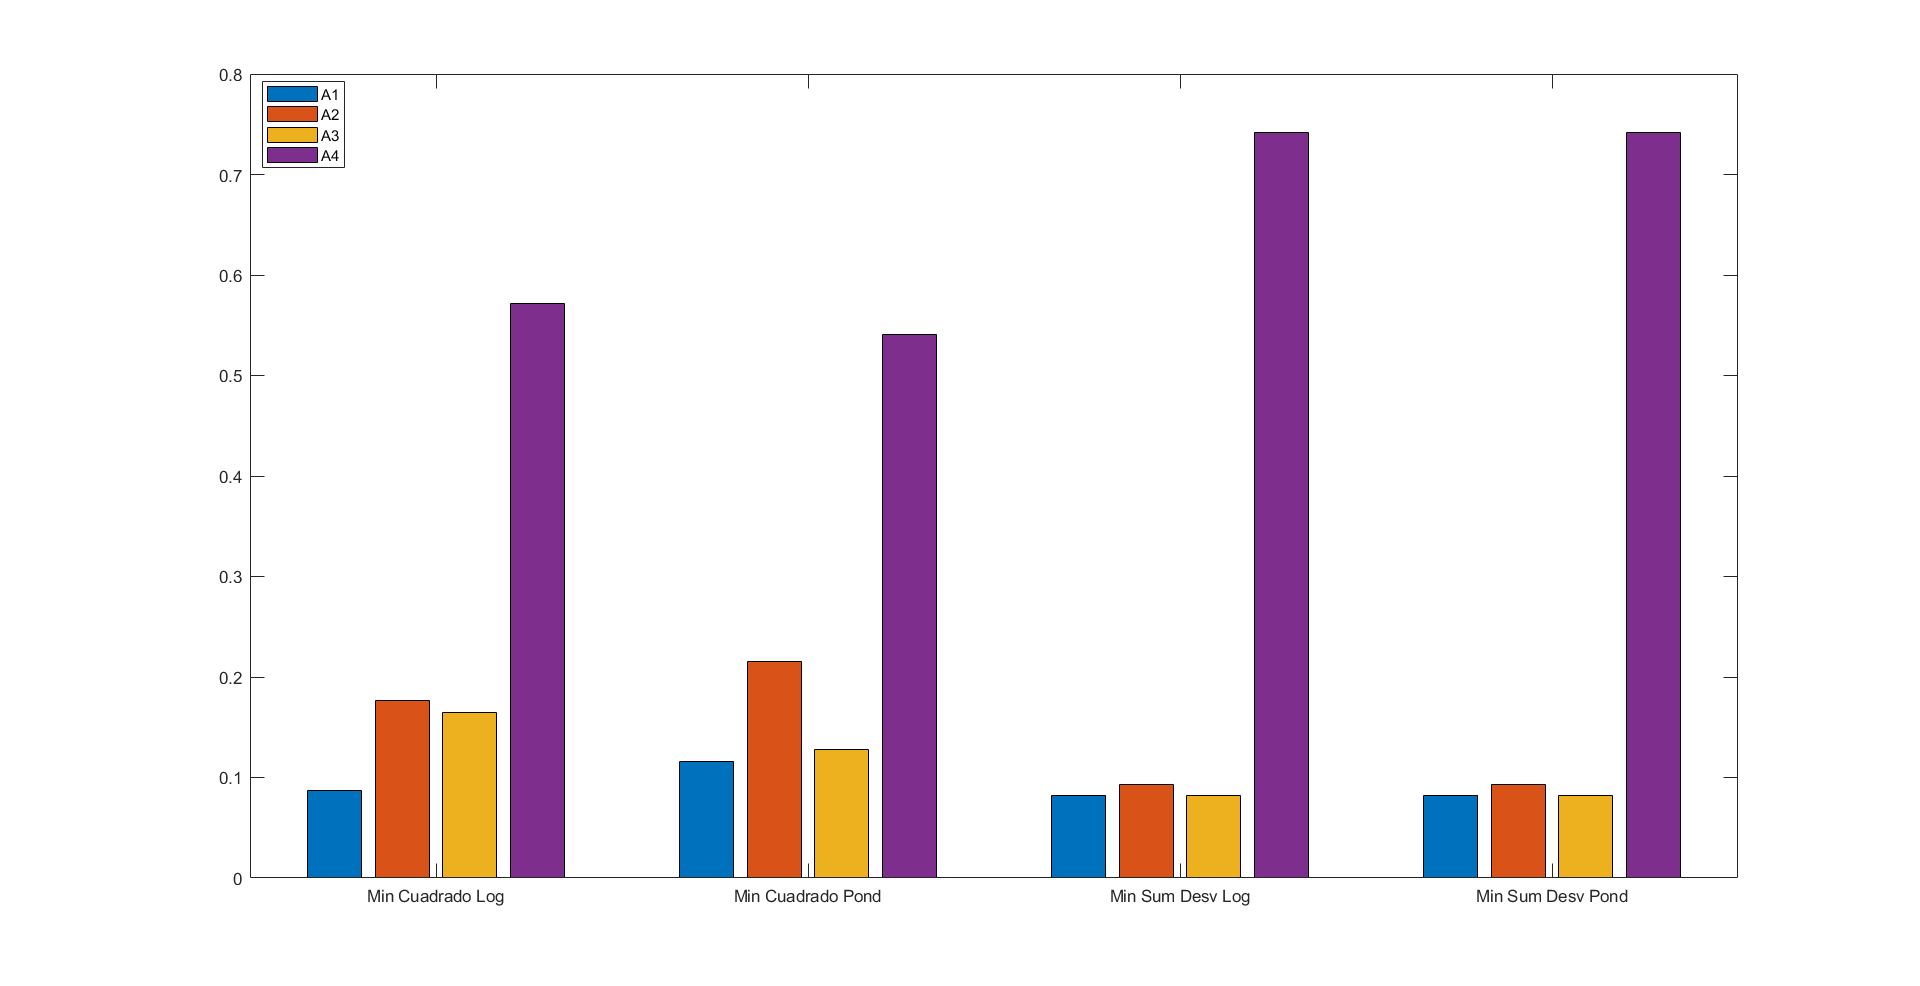 0.8
0.7
0.6
0.5
0.4
0.3
0.2
0.1
0
A1
A2
A3
A4
Min Cuadrado Log
Min Cuadrado Pond
Min Sum Desv Log
Min Sum Desv Pond